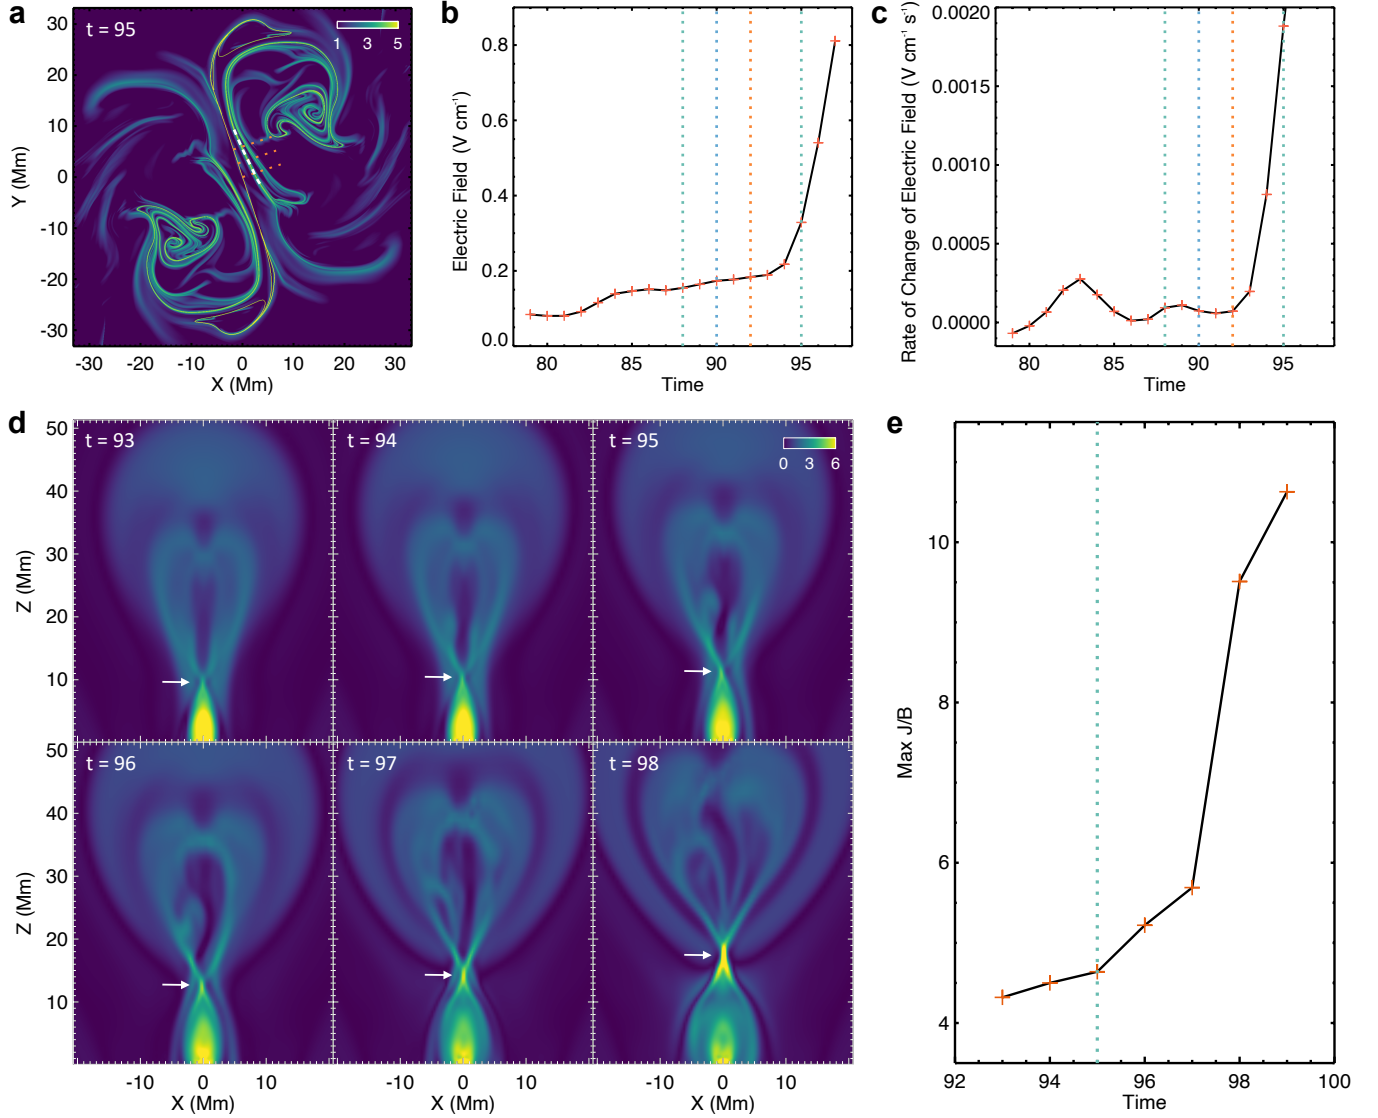 a
t = 95
1 3 5
30
20
10
0
-10
-20
-30
Y (Mm)
-30 -20 -10 0 10 20 30
X (Mm)
b
0.8
0.6
0.4
0.2
0.0
Electric Field (V cm⁻¹)
80 85 90 95
Time
c
0.0020
0.0015
0.0010
0.0005
0.0000
Rate of Change of Electric Field (V cm⁻¹ s⁻¹)
80 85 90 95
Time
d
t = 93
t = 94
t = 95
0 3 6
50
40
30
20
10
Z (Mm)
t = 96
t = 97
t = 98
50
40
30
20
10
Z (Mm)
-10 0 10
-10 0 10
-10 0 10
X (Mm)
X (Mm)
X (Mm)
e
10
8
6
4
Max J/B
92 94 96 98 100
Time